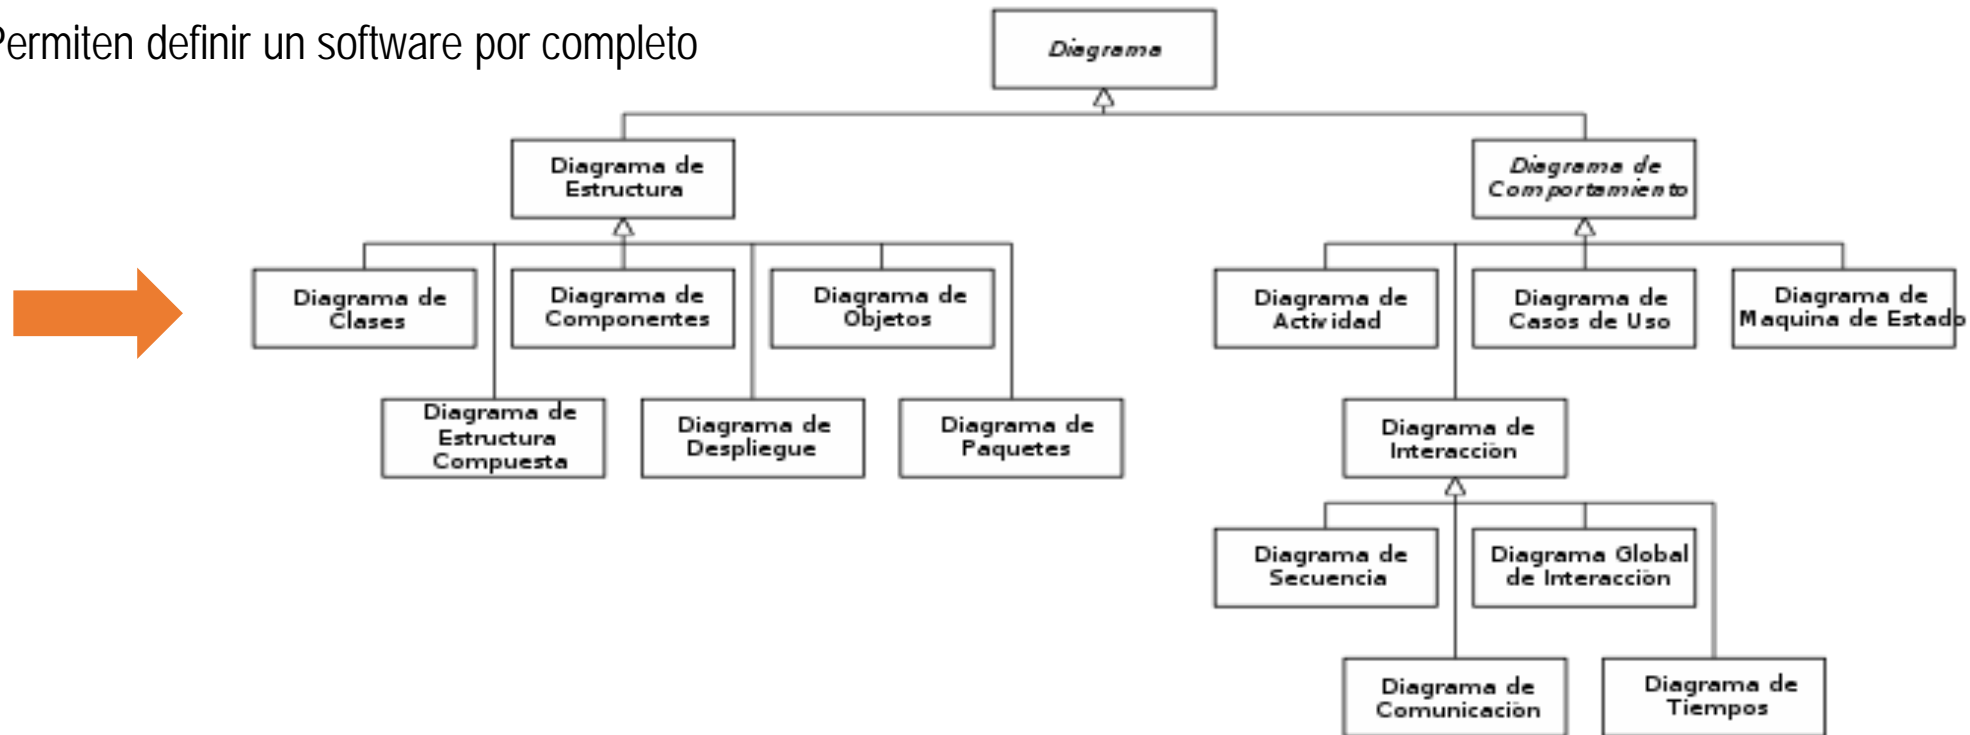 Permiten definir un software por completo
Diagrama
Diagrama de
Estructura
Diagrama de
Comportamiento
Diagrama de
Clases
Diagrama de
Componentes
Diagrama de
Objetos
Diagrama de
Actividad
Diagrama de
Casos de Uso
Diagrama de
Maquina de Estado
Diagrama de
Estructura
Compuesta
Diagrama de
Despliegue
Diagrama de
Paquetes
Diagrama de
Interacción
Diagrama de
Secuencia
Diagrama Global
de Interacción
Diagrama de
Comunicación
Diagrama de
Tiempos